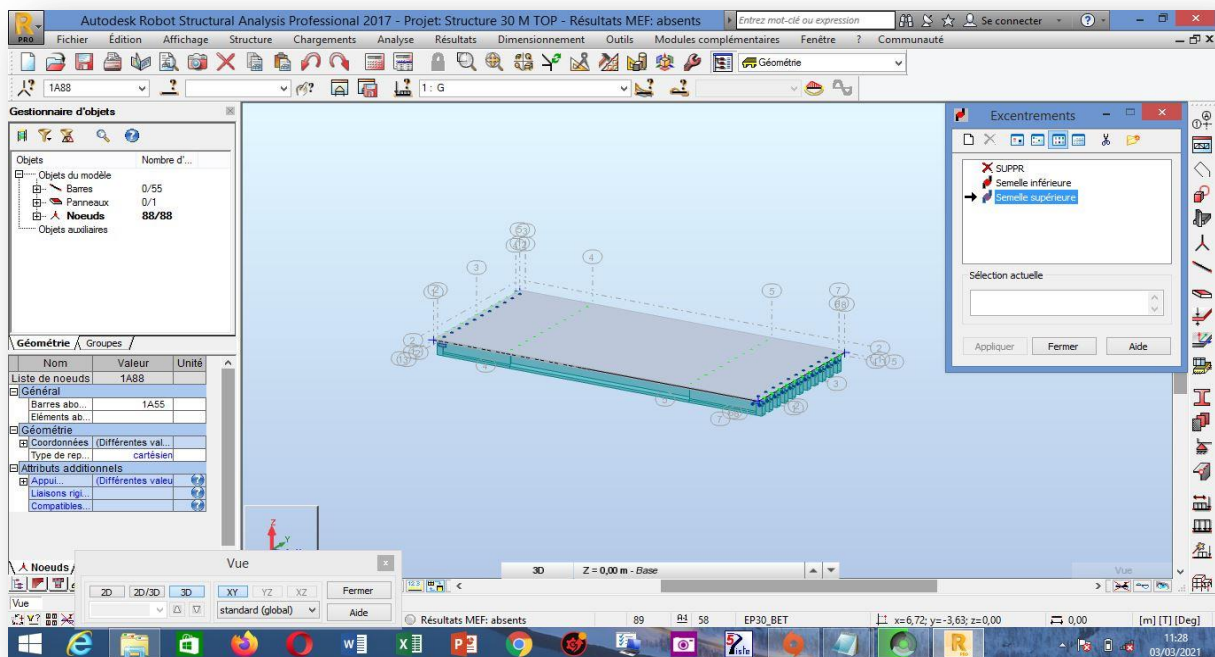 Autodesk Robot Structural Analysis Professional 2017 - Projet: Structure 30 M TOP - Résultats MEF: absents
Entrez mot-clé ou expression
Se connecter
PRO
Fichier Édition Affichage Structure Chargements Analyse Résultats Dimensionnement Outils Modules complémentaires Fenêtre ? Communauté
Géométrie
1A88
1 : G
Gestionnaire d'objets
Objets Nombre d'...
Objets du modèle
Barres 0/55
Panneaux 0/1
Noeuds 88/88
Objets auxiliaires
Géométrie Groupes
Nom Valeur Unité
Liste de noeuds 1A88
Général
Barres abo... 1A55
Eléments ab...
Géométrie
Coordonnées (Différentes val...
Type de rep... cartésien
Attributs additionnels
Appui... (Différentes valeu
Liaisons rigi...
Compatibles...
Noeuds
Excentrements
SUPPR
Semelle inférieure
Semelle supérieure
Sélection actuelle
Appliquer Fermer Aide
3
4
5
7
Z
Y
3D Z = 0,00 m - Base
Vue
Vue
2D 2D/3D 3D XY YZ XZ Fermer
standard (global) Aide
Vue
Résultats MEF: absents 89 58 EP30_BET x=6,72; y=-3,63; z=0,00 0,00 [m] [T] [Deg]
11:28
03/03/2021